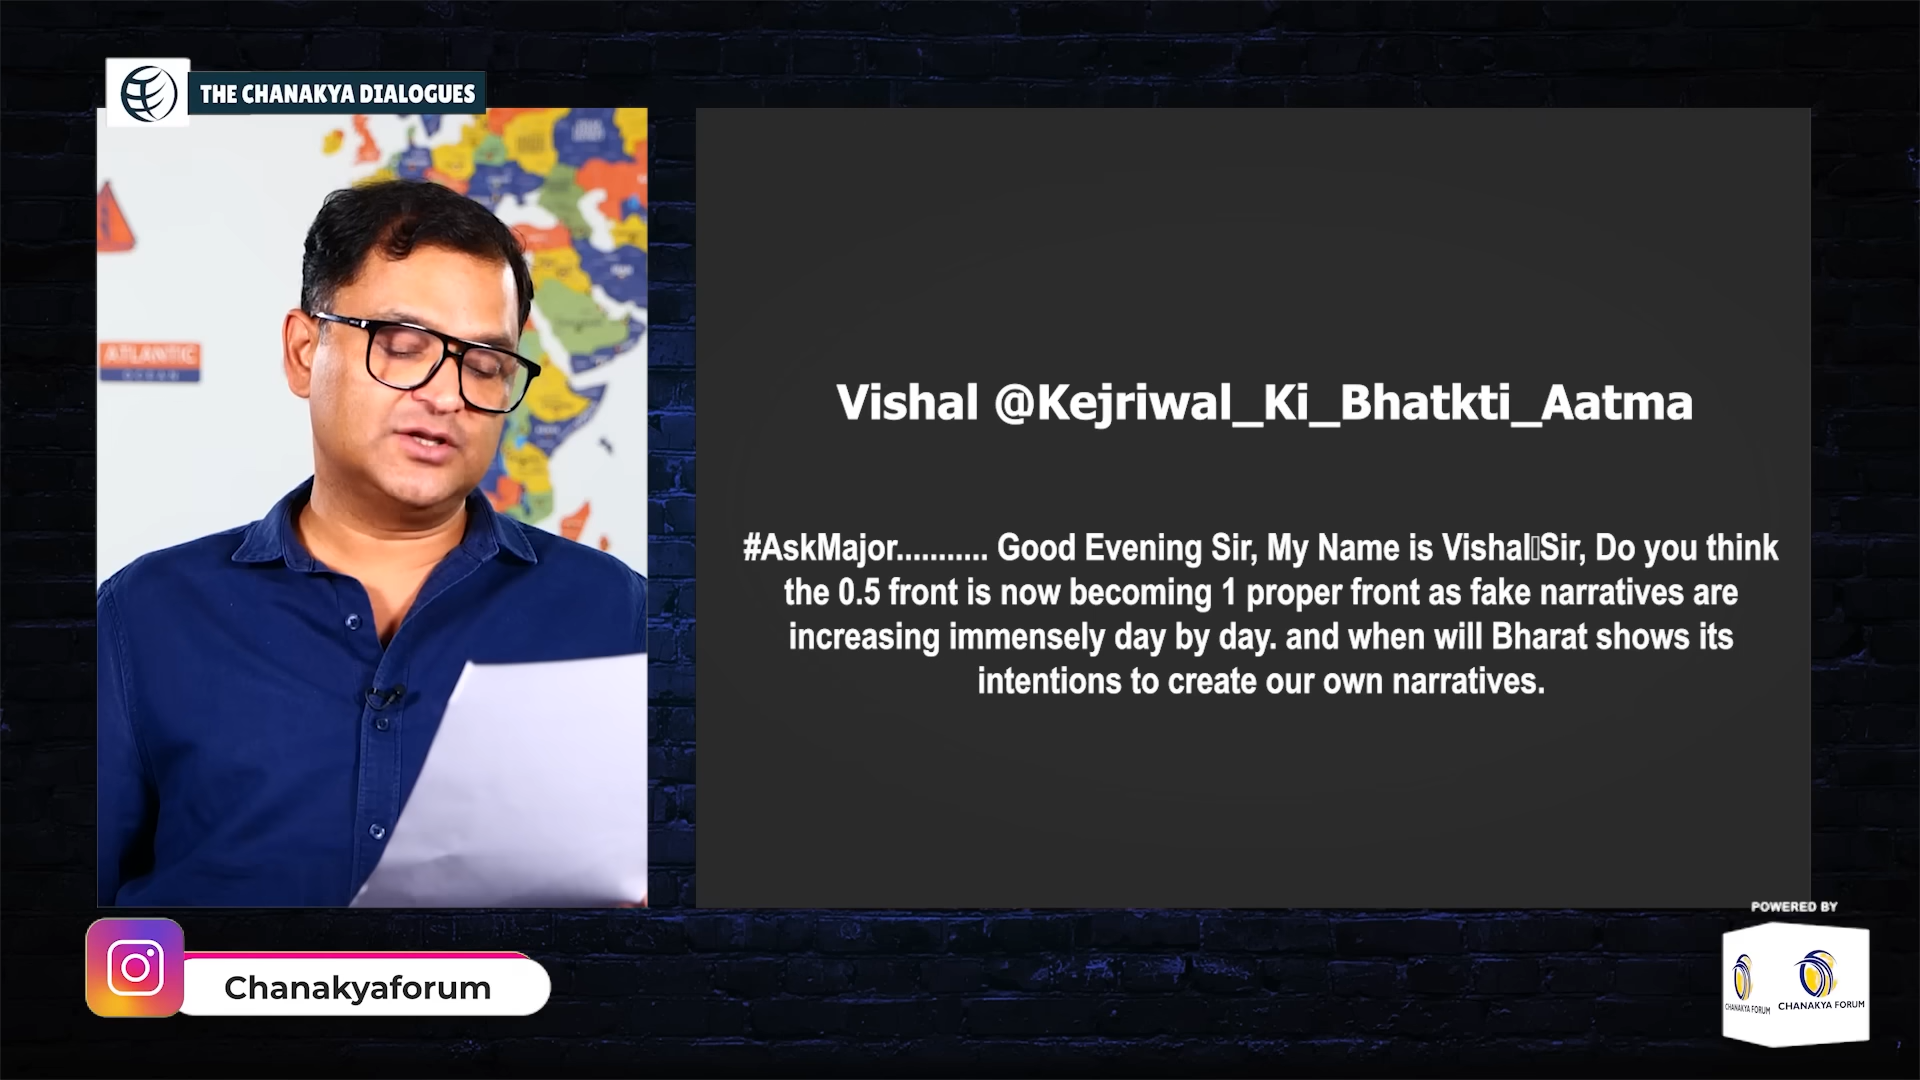 THE CHANAKYA DIALOGUES
ATLANTIC
OCEAN
Vishal @Kejriwal_Ki_Bhatkti_Aatma
#AskMajor........... Good Evening Sir, My Name is Vishal Sir, Do you think
the 0.5 front is now becoming 1 proper front as fake narratives are
increasing immensely day by day. and when will Bharat shows its
intentions to create our own narratives.
Chanakyaforum
POWERED BY
CHANAKYA FORUM
CHANAKYA FORUM